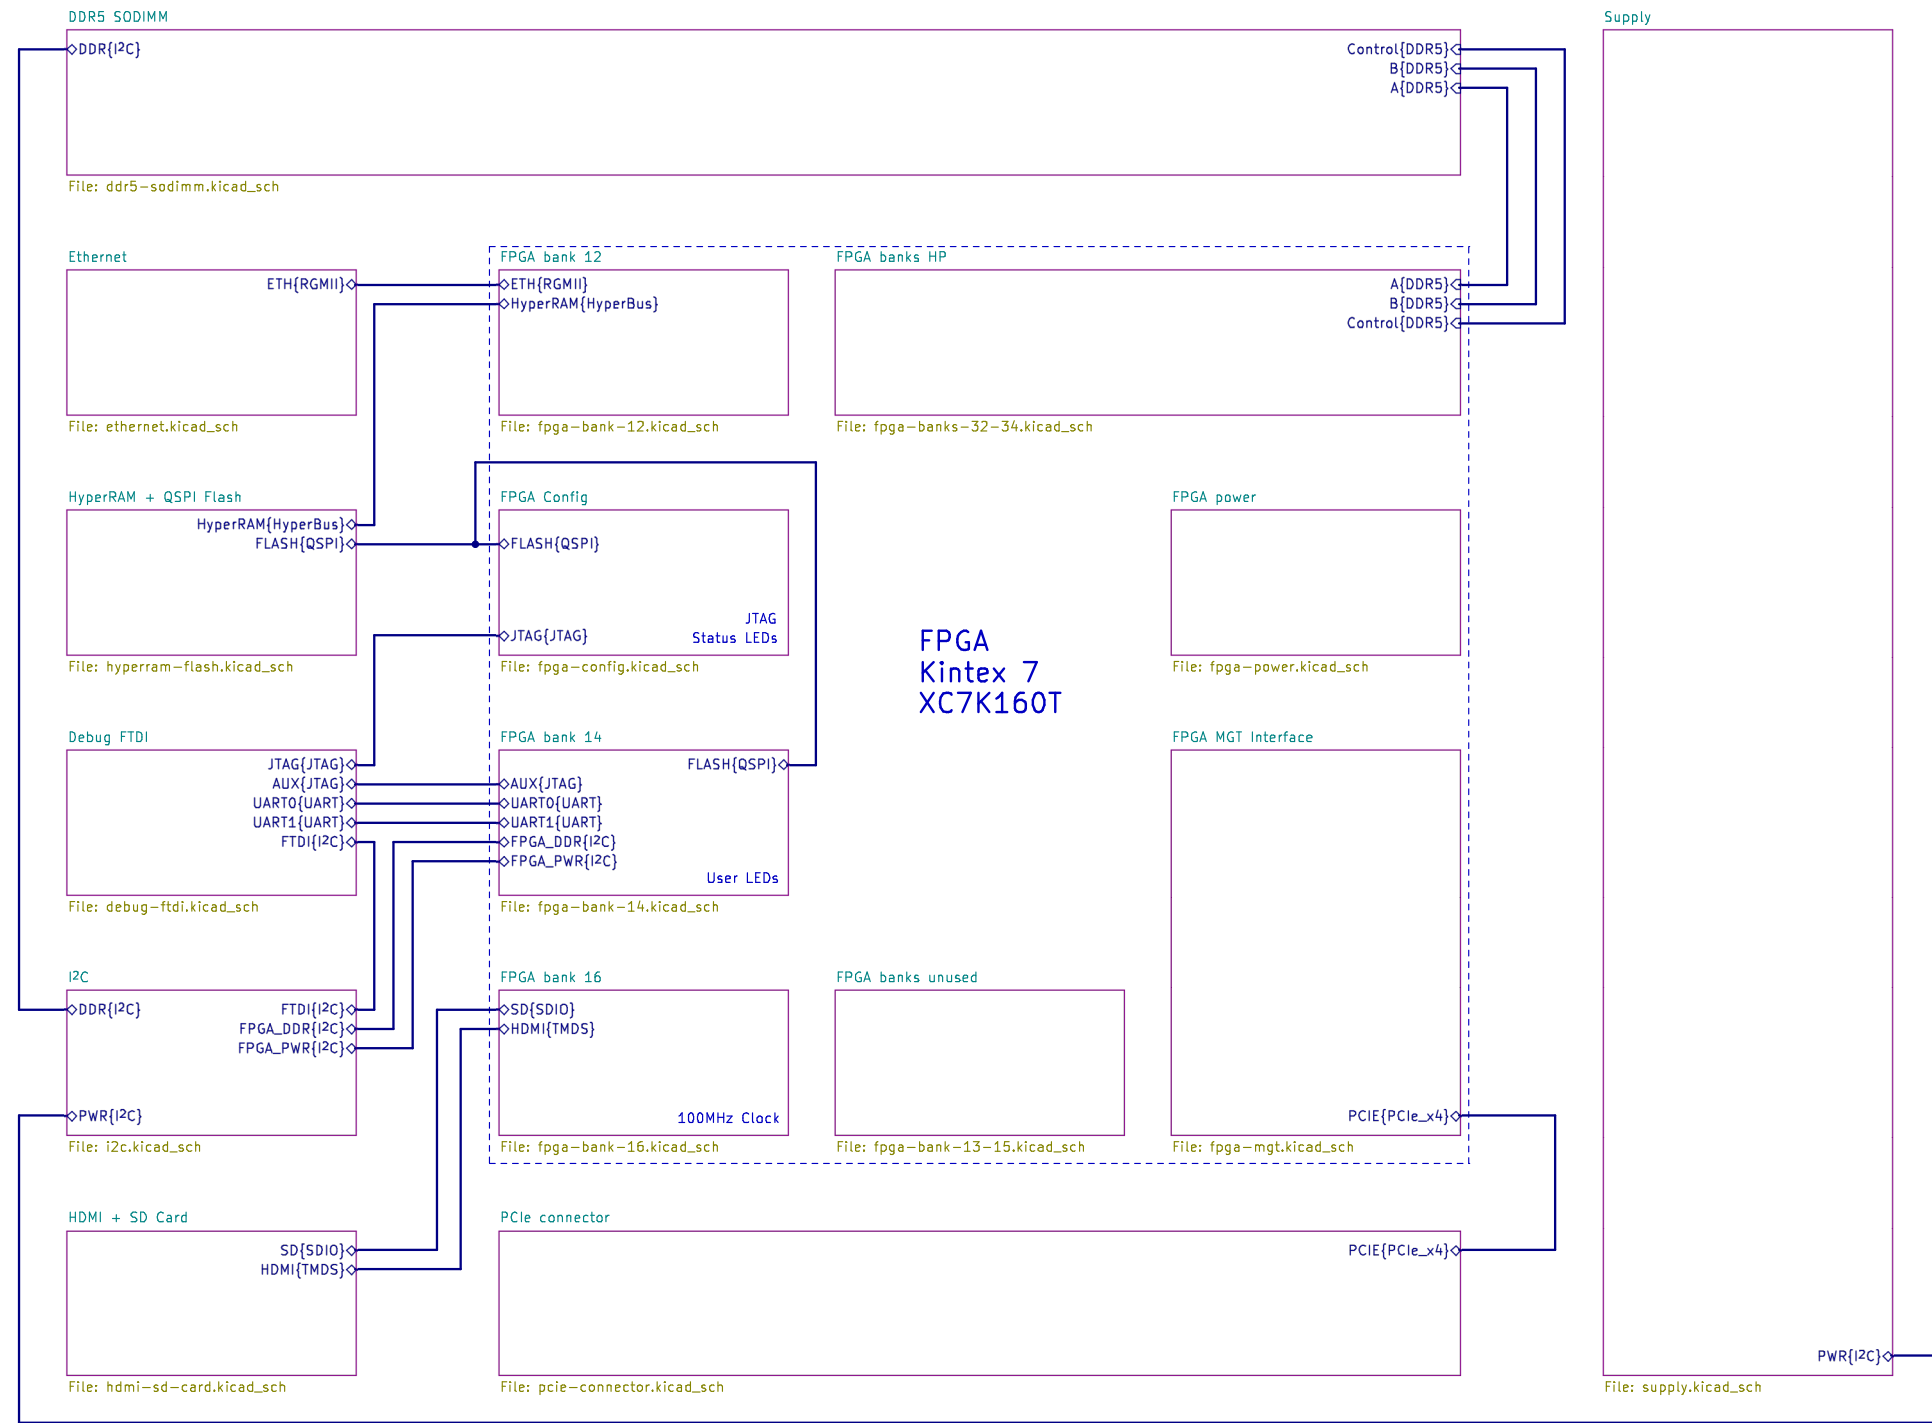 DDR5 SODIMM
DDR{I²C}
Control{DDR5}
B{DDR5}
A{DDR5}
File: ddr5-sodimm.kicad_sch
Supply
PWR{I²C}
File: supply.kicad_sch
Ethernet
ETH{RGMII}
File: ethernet.kicad_sch
FPGA bank 12
ETH{RGMII}
HyperRAM{HyperBus}
File: fpga-bank-12.kicad_sch
FPGA banks HP
A{DDR5}
B{DDR5}
Control{DDR5}
File: fpga-banks-32-34.kicad_sch
HyperRAM + QSPI Flash
HyperRAM{HyperBus}
FLASH{QSPI}
File: hyperram-flash.kicad_sch
FPGA Config
FLASH{QSPI}
JTAG
Status LEDs
JTAG{JTAG}
File: fpga-config.kicad_sch
FPGA
Kintex 7
XC7K160T
FPGA power
File: fpga-power.kicad_sch
Debug FTDI
JTAG{JTAG}
AUX{JTAG}
UART0{UART}
UART1{UART}
FTDI{I²C}
File: debug-ftdi.kicad_sch
FPGA bank 14
FLASH{QSPI}
AUX{JTAG}
UART0{UART}
UART1{UART}
FPGA_DDR{I²C}
FPGA_PWR{I²C}
User LEDs
File: fpga-bank-14.kicad_sch
FPGA MGT Interface
PCIE{PCIe_x4}
File: fpga-mgt.kicad_sch
I²C
DDR{I²C}
FTDI{I²C}
FPGA_DDR{I²C}
FPGA_PWR{I²C}
PWR{I²C}
File: i2c.kicad_sch
FPGA bank 16
SD{SDIO}
HDMI{TMDS}
100MHz Clock
File: fpga-bank-16.kicad_sch
FPGA banks unused
File: fpga-bank-13-15.kicad_sch
HDMI + SD Card
SD{SDIO}
HDMI{TMDS}
File: hdmi-sd-card.kicad_sch
PCIe connector
PCIE{PCIe_x4}
File: pcie-connector.kicad_sch